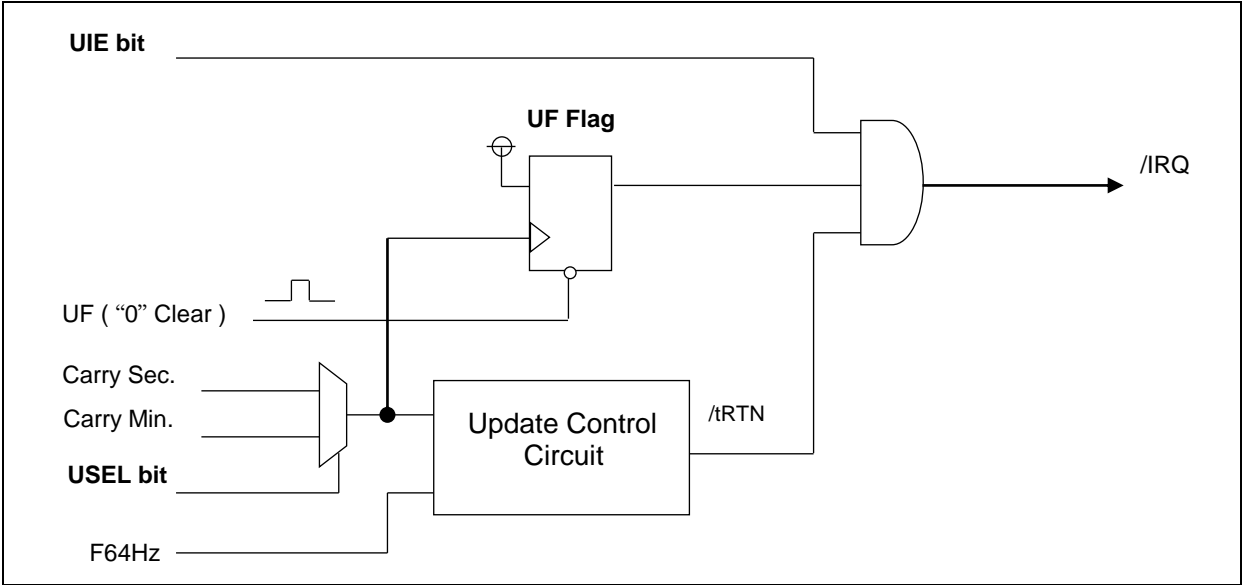 UIE bit
UF Flag
/IRQ
UF ( “0” Clear )
Carry Sec.
Carry Min.
USEL bit
Update Control
Circuit
/tRTN
F64Hz